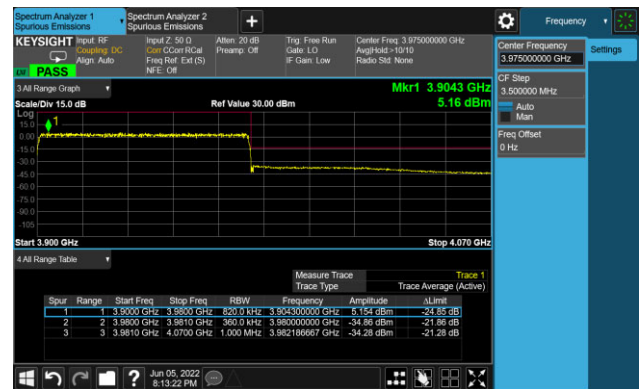 Spectrum Analyzer 1
Spurious Emissions
Spectrum Analyzer 2
Spurious Emissions
Frequency
KEYSIGHT
Input: RF
Coupling: DC
Align: Auto
Input Z: 50 Ω
Corr CCorr RCal
Freq Ref: Ext (S)
NFE: Off
Atten: 20 dB
Preamp: Off
Trig: Free Run
Gate: LO
IF Gain: Low
Center Freq: 3.975000000 GHz
Avg|Hold:>10/10
Radio Std: None
PASS
Center Frequency
3.975000000 GHz
Settings
CF Step
3.500000 MHz
Auto
Man
Freq Offset
0 Hz
3 All Range Graph
Mkr1 3.9043 GHz
5.16 dBm
Scale/Div 15.0 dB
Ref Value 30.00 dBm
Log
15.0
0.00
-15.0
-30.0
-45.0
-60.0
-75.0
-90.0
-105
1
Start 3.900 GHz
Stop 4.070 GHz
4 All Range Table
Measure Trace Trace 1
Trace Type Trace Average (Active)
Spur Range Start Freq Stop Freq RBW Frequency Amplitude ΔLimit
1 1 3.9000 GHz 3.9800 GHz 820.0 kHz 3.904300000 GHz 5.154 dBm -24.85 dB
2 2 3.9800 GHz 3.9810 GHz 360.0 kHz 3.980000000 GHz -34.86 dBm -21.86 dB
3 3 3.9810 GHz 4.0700 GHz 1.000 MHz 3.982186667 GHz -34.28 dBm -21.28 dB
Jun 05, 2022
8:13:22 PM